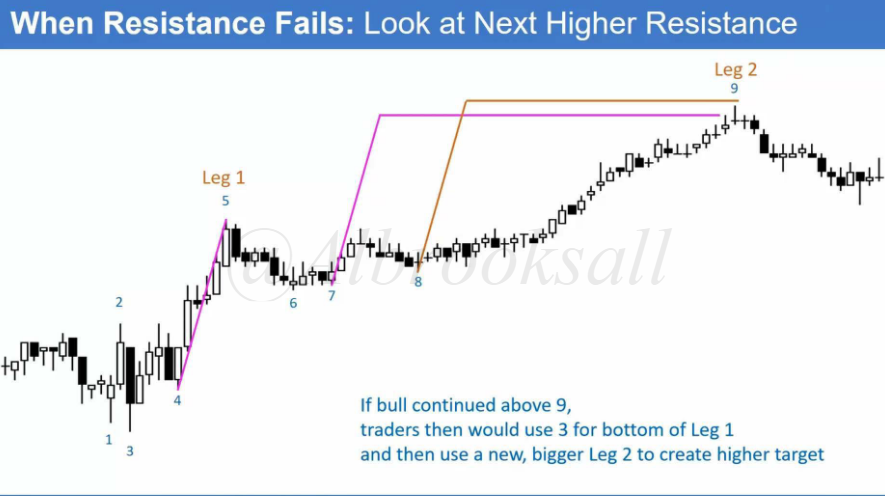 When Resistance Fails: Look at Next Higher Resistance
Leg 2
9
Leg 1
5
@Albrooksall
2
6
7
8
4
1
3
If bull continued above 9,
traders then would use 3 for bottom of Leg 1
and then use a new, bigger Leg 2 to create higher target